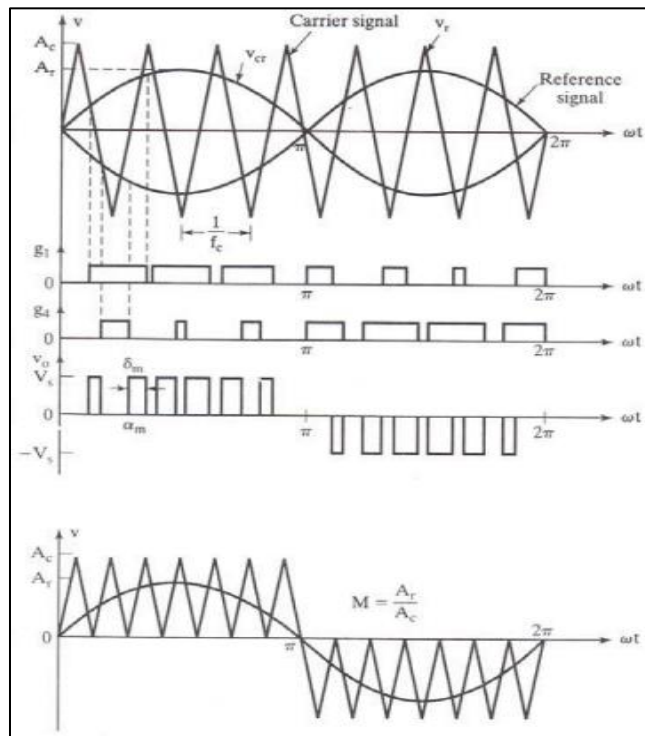 v
Carrier signal
v_r
A_c
v_cr
A_r
Reference
signal
π
2π
ωt
1
f_c
g_1
0
π
2π
ωt
g_4
0
π
2π
ωt
v_o
V_s
δ_m
0
α_m
π
2π
ωt
-V_s
v
A_c
A_r
M = A_r
A_c
0
π
2π
ωt